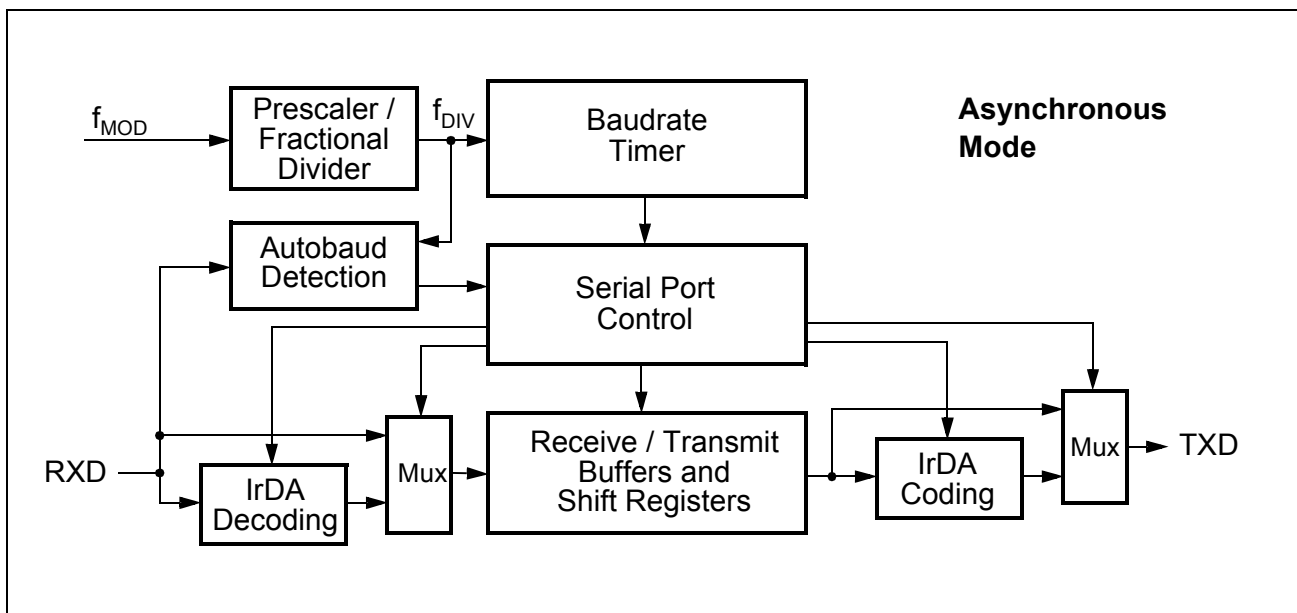 f_MOD
Prescaler /
Fractional
Divider
f_DIV
Baudrate
Timer
Asynchronous
Mode
Autobaud
Detection
Serial Port
Control
RXD
IrDA
Decoding
Mux
Receive / Transmit
Buffers and
Shift Registers
IrDA
Coding
Mux
TXD